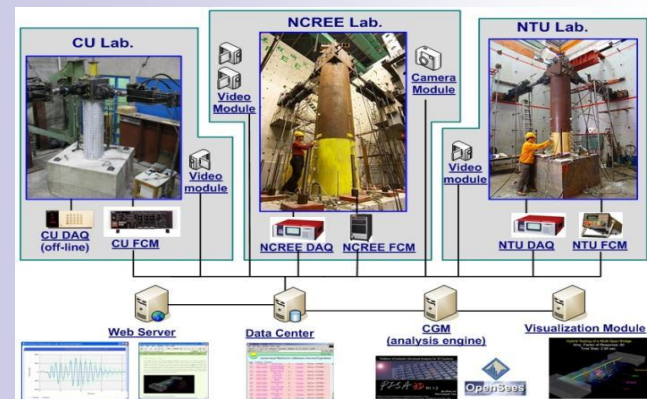 CU Lab.
NCREE Lab.
NTU Lab.
Video
Module
Camera
Module
Video
module
Video
module
CU DAQ
(off-line)
CU FCM
NCREE DAQ
NCREE FCM
NTU DAQ
NTU FCM
Web Server
Data Center
CGM
(analysis engine)
Visualization Module
OpenSees